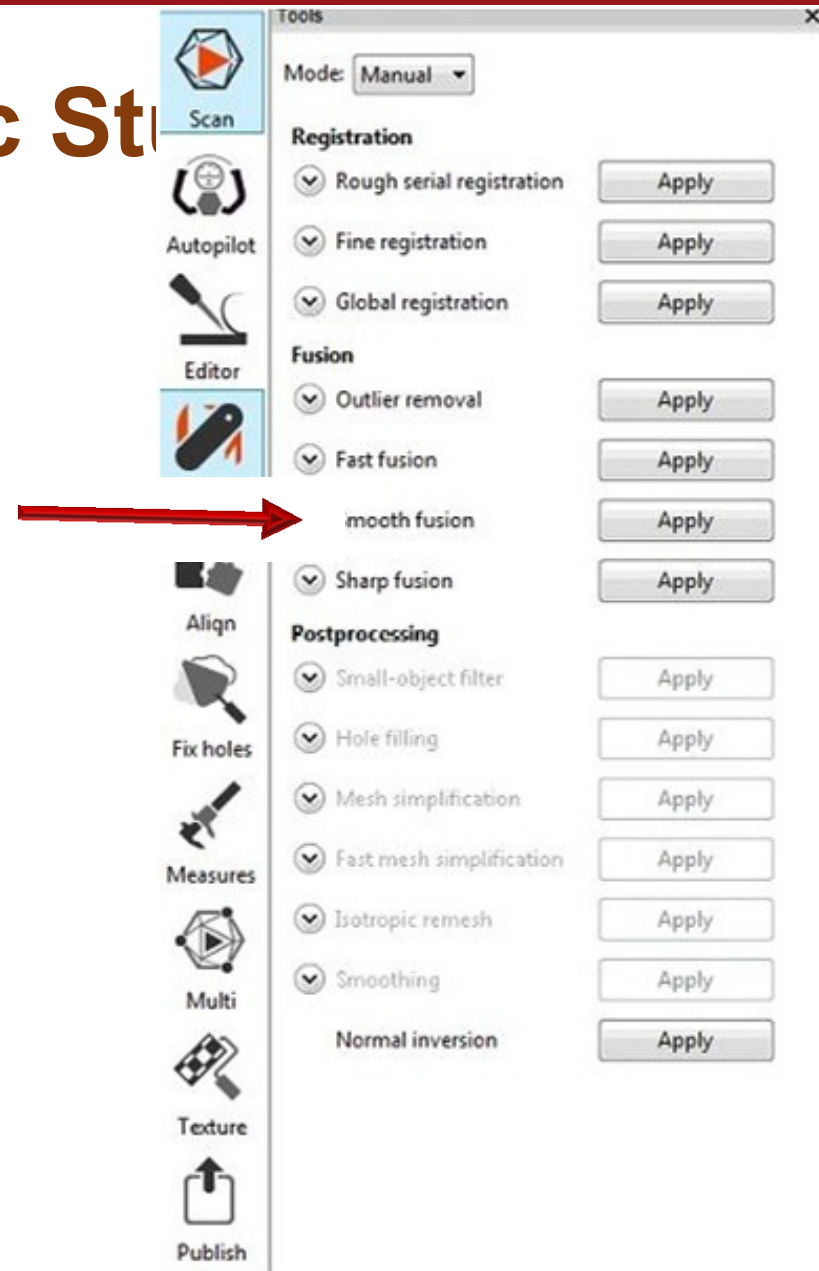 c St
Tools
Mode: Manual
Scan
Registration
Rough serial registration Apply
Autopilot
Fine registration Apply
Global registration Apply
Editor
Fusion
Outlier removal Apply
Fast fusion Apply
mooth fusion Apply
Sharp fusion Apply
Align
Postprocessing
Small-object filter Apply
Fix holes
Hole filling Apply
Mesh simplification Apply
Measures
Fast mesh simplification Apply
Isotropic remesh Apply
Multi
Smoothing Apply
Normal inversion Apply
Texture
Publish